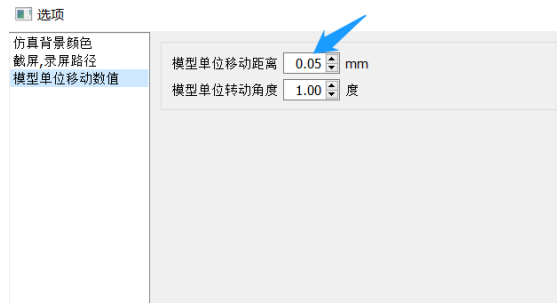 选项
仿真背景颜色
截屏,录屏路径
模型单位移动数值
模型单位移动距离 0.05 mm
模型单位转动角度 1.00 度